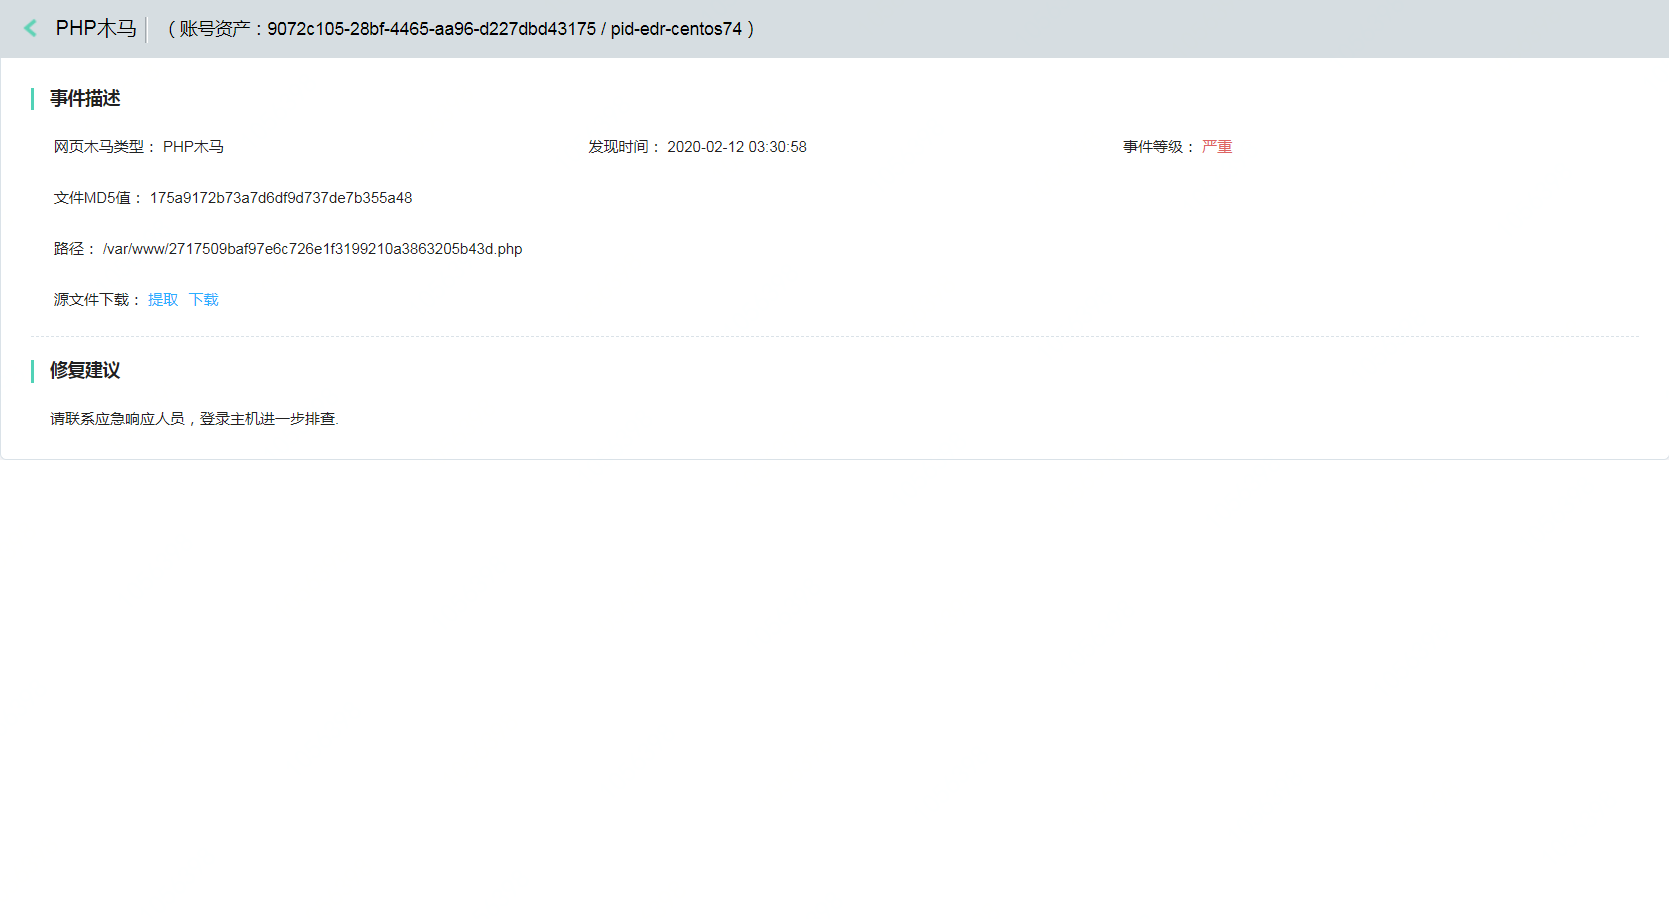 PHP木马 （账号资产：9072c105-28bf-4465-aa96-d227dbd43175 / pid-edr-centos74 ）
事件描述
网页木马类型： PHP木马 发现时间： 2020-02-12 03:30:58 事件等级： 严重
文件MD5值： 175a9172b73a7d6df9d737de7b355a48
路径： /var/www/2717509baf97e6c726e1f3199210a3863205b43d.php
源文件下载： 提取 下载
修复建议
请联系应急响应人员，登录主机进一步排查.